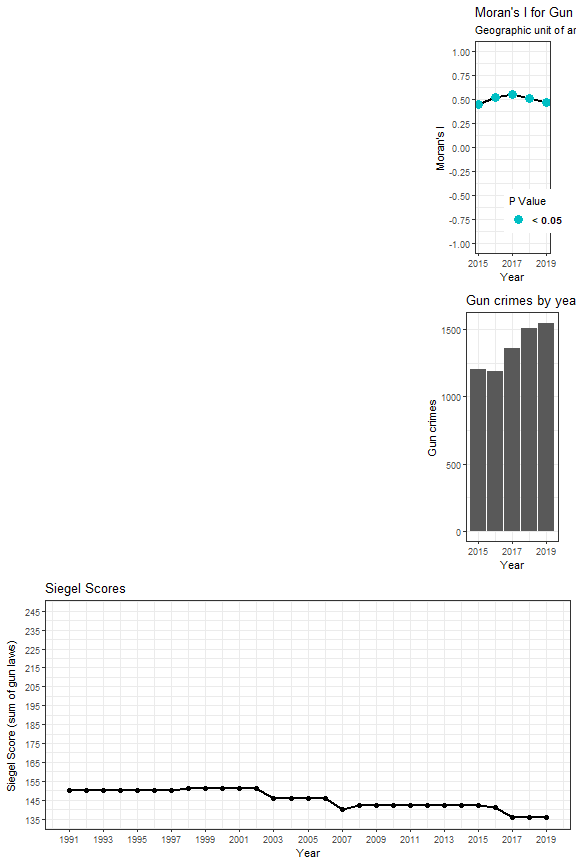 Moran's I for Gun
Geographic unit of an
1.00
0.75
0.50
0.25
0.00
-0.25
-0.50
-0.75
-1.00
Moran's I
P Value
< 0.05
2015 2017 2019
Year
Gun crimes by yea
1500
1000
500
0
Gun crimes
2015 2017 2019
Year
Siegel Scores
245
235
225
215
205
195
185
175
165
155
145
135
Siegel Score (sum of gun laws)
1991 1993 1995 1997 1999 2001 2003 2005 2007 2009 2011 2013 2015 2017 2019
Year